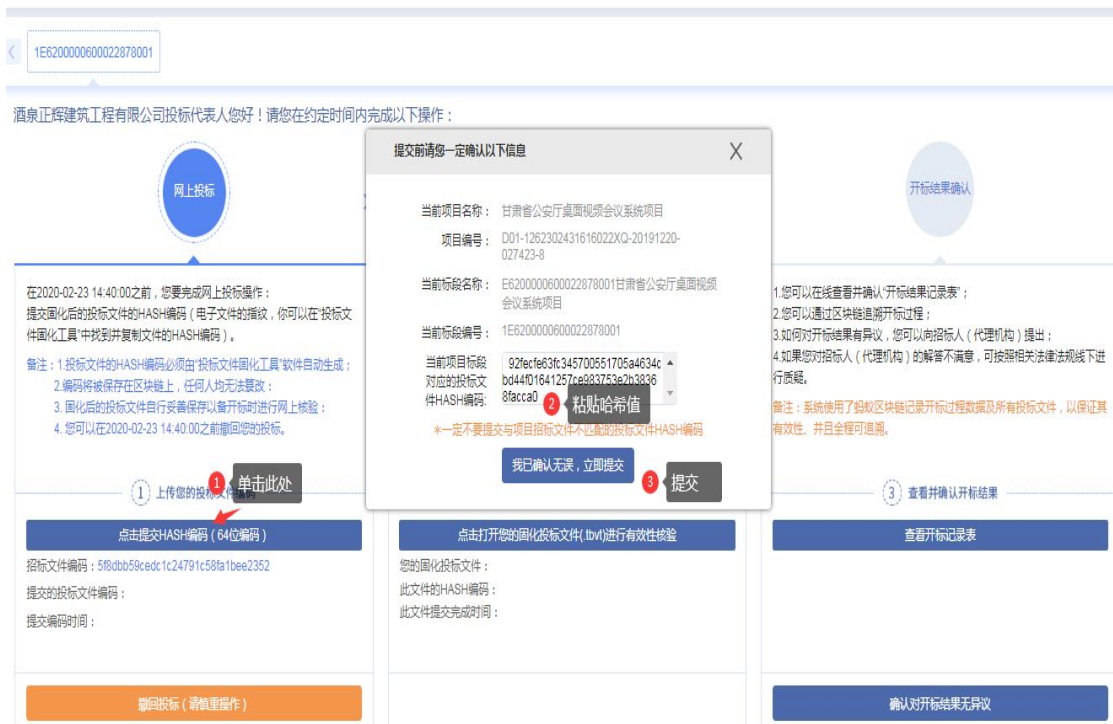 1E6200000600022878001
酒泉正辉建筑工程有限公司投标代表人您好！请您在约定时间内完成以下操作：
网上投标
在2020-02-23 14:40:00之前，您要完成网上投标操作：
提交固化后的投标文件的HASH编码（电子文件的指纹，你可以在“投标文
件固化工具”中找到并复制文件的HASH编码）。
备注：1.投标文件的HASH编码必须由“投标文件固化工具”软件自动生成；
2.编码将被保存在区块链上，任何人均无法篡改；
3. 固化后的投标文件自行妥善保存以备开标时进行网上核验；
4. 您可以在2020-02-23 14:40:00之前撤回您的投标。
1 上传您的投标文件编码
1 单击此处
点击提交HASH编码（64位编码）
招标文件编码：5f8dbb59cedc1c24791c58fa1bee2352
提交的投标文件编码：
提交编码时间：
撤回投标（请慎重操作）
提交前请您一定确认以下信息 X
当前项目名称： 甘肃省公安厅桌面视频会议系统项目
项目编号： D01-12623024316160​22XQ-20191220-
027423-8
当前标段名称： E6200000600022878001甘肃省公安厅桌面视频
会议系统项目
当前标段编号： 1E6200000600022878001
当前项目标段
对应的投标文
件HASH编码:
92fecfe63fc345700551705a4634c
bd44f01641257ce983753e2b3836
8facca0
2 粘贴哈希值
*一定不要提交与项目招标文件不匹配的投标文件HASH编码
我已确认无误，立即提交
3 提交
点击打开您的固化投标文件(.tbvt)进行有效性核验
您的固化投标文件：
此文件的HASH编码：
此文件提交完成时间：
开标结果确认
1.您可以在线查看并确认“开标结果记录表”；
2.您可以通过区块链追溯开标过程；
3.如何对开标结果有异议，您可以向招标人（代理机构）提出；
4.如果您对招标人（代理机构）的解答不满意，可按照相关法律法规线下进
行质疑。
备注：系统使用了蚂蚁区块链记录开标过程数据及所有投标文件，以保证其
有效性、并且全程可追溯。
3 查看并确认开标结果
查看开标记录表
确认对开标结果无异议